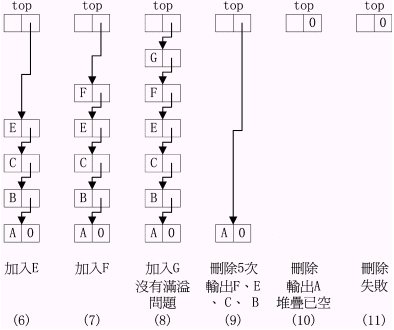 top top top top top top
0 0
G
F F
E E E
C C C
B B B
A 0 A 0 A 0 A 0
加入E 加入F 加入G 刪除5次 刪除 刪除
沒有滿溢 輸出F、E 輸出A 失敗
問題 、C、 B 堆疊已空
(6) (7) (8) (9) (10) (11)